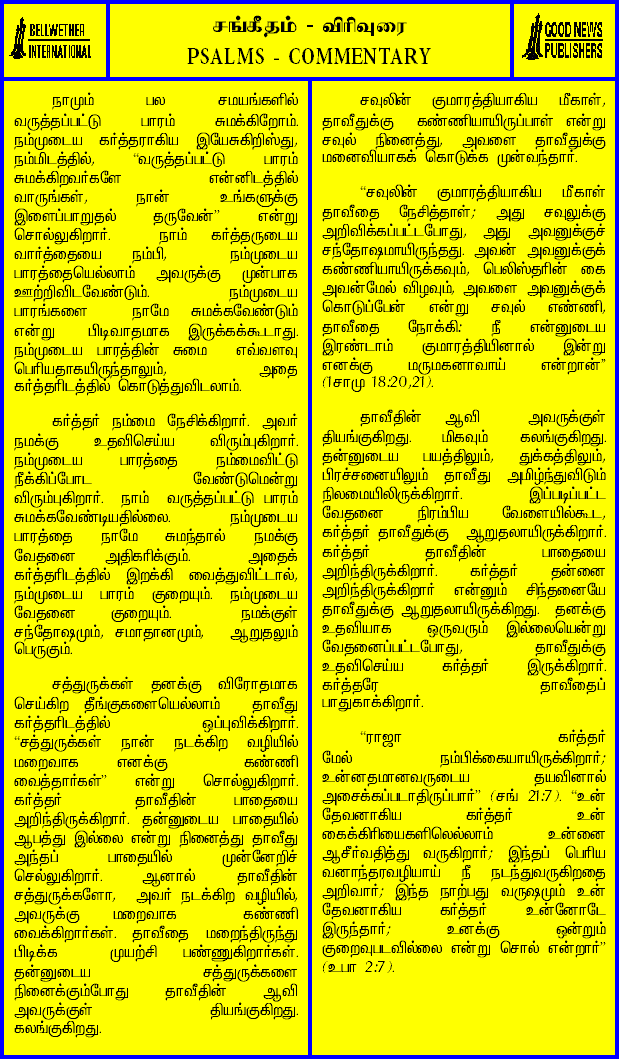 BELLWETHER
INTERNATIONAL
சங்கீதம் - விரிவுரை
PSALMS - COMMENTARY
GOOD NEWS
PUBLISHERS
நாமும் பல சமயங்களில்
வருத்தப்பட்டு பாரம் சுமக்கிறோம்.
நம்முடைய கர்த்தராகிய இயேசுகிறிஸ்து,
நம்மிடத்தில், “வருத்தப்பட்டு பாரம்
சுமக்கிறவர்களே என்னிடத்தில்
வாருங்கள், நான் உங்களுக்கு
இளைப்பாறுதல் தருவேன்” என்று
சொல்லுகிறார். நாம் கர்த்தருடைய
வார்த்தையை நம்பி, நம்முடைய
பாரத்தையெல்லாம் அவருக்கு முன்பாக
ஊற்றிவிடவேண்டும். நம்முடைய
பாரங்களை நாமே சுமக்கவேண்டும்
என்று பிடிவாதமாக இருக்கக்கூடாது.
நம்முடைய பாரத்தின் சுமை எவ்வளவு
பெரியதாகயிருந்தாலும், அதை
கர்த்தரிடத்தில் கொடுத்துவிடலாம்.
கர்த்தர் நம்மை நேசிக்கிறார். அவர்
நமக்கு உதவிசெய்ய விரும்புகிறார்.
நம்முடைய பாரத்தை நம்மைவிட்டு
நீக்கிப்போட வேண்டுமென்று
விரும்புகிறார். நாம் வருத்தப்பட்டு பாரம்
சுமக்கவேண்டியதில்லை. நம்முடைய
பாரத்தை நாமே சுமந்தால் நமக்கு
வேதனை அதிகரிக்கும். அதைக்
கர்த்தரிடத்தில் இறக்கி வைத்துவிட்டால்,
நம்முடைய பாரம் குறையும். நம்முடைய
வேதனை குறையும். நமக்குள்
சந்தோஷமும், சமாதானமும், ஆறுதலும்
பெருகும்.
சத்துருக்கள் தனக்கு விரோதமாக
செய்கிற தீங்குகளையெல்லாம் தாவீது
கர்த்தரிடத்தில் ஒப்புவிக்கிறார்.
“சத்துருக்கள் நான் நடக்கிற வழியில்
மறைவாக எனக்கு கண்ணி
வைத்தார்கள்” என்று சொல்லுகிறார்.
கர்த்தர் தாவீதின் பாதையை
அறிந்திருக்கிறார். தன்னுடைய பாதையில்
ஆபத்து இல்லை என்று நினைத்து தாவீது
அந்தப் பாதையில் முன்னேறிச்
செல்லுகிறார். ஆனால் தாவீதின்
சத்துருக்களோ, அவர் நடக்கிற வழியில்,
அவருக்கு மறைவாக கண்ணி
வைக்கிறார்கள். தாவீதை மறைந்திருந்து
பிடிக்க முயற்சி பண்ணுகிறார்கள்.
தன்னுடைய சத்துருக்களை
நினைக்கும்போது தாவீதின் ஆவி
அவருக்குள் தியங்குகிறது.
கலங்குகிறது.
சவுலின் குமாரத்தியாகிய மீகாள்,
தாவீதுக்கு கண்ணியாயிருப்பாள் என்று
சவுல் நினைத்து, அவளை தாவீதுக்கு
மனைவியாகக் கொடுக்க முன்வந்தார்.
“சவுலின் குமாரத்தியாகிய மீகாள்
தாவீதை நேசித்தாள்; அது சவுலுக்கு
அறிவிக்கப்பட்டபோது, அது அவனுக்குச்
சந்தோஷமாயிருந்தது. அவன் அவனுக்குக்
கண்ணியாயிருக்கவும், பெலிஸ்தரின் கை
அவன்மேல் விழவும், அவளை அவனுக்குக்
கொடுப்பேன் என்று சவுல் எண்ணி,
தாவீதை நோக்கி: நீ என்னுடைய
இரண்டாம் குமாரத்தியினால் இன்று
எனக்கு மருமகனாவாய் என்றான்”
(1சாமு 18:20,21).
தாவீதின் ஆவி அவருக்குள்
தியங்குகிறது. மிகவும் கலங்குகிறது.
தன்னுடைய பயத்திலும், துக்கத்திலும்,
பிரச்சனையிலும் தாவீது அமிழ்ந்துவிடும்
நிலமையிலிருக்கிறார். இப்படிப்பட்ட
வேதனை நிரம்பிய வேளையில்கூட,
கர்த்தர் தாவீதுக்கு ஆறுதலாயிருக்கிறார்.
கர்த்தர் தாவீதின் பாதையை
அறிந்திருக்கிறார். கர்த்தர் தன்னை
அறிந்திருக்கிறார் என்னும் சிந்தனையே
தாவீதுக்கு ஆறுதலாயிருக்கிறது. தனக்கு
உதவியாக ஒருவரும் இல்லையென்று
வேதனைப்பட்டபோது, தாவீதுக்கு
உதவிசெய்ய கர்த்தர் இருக்கிறார்.
கர்த்தரே தாவீதைப்
பாதுகாக்கிறார்.
“ராஜா கர்த்தர்
மேல் நம்பிக்கையாயிருக்கிறார்;
உன்னதமானவருடைய தயவினால்
அசைக்கப்படாதிருப்பார்” (சங் 21:7). “உன்
தேவனாகிய கர்த்தர் உன்
கைக்கிரியைகளிலெல்லாம் உன்னை
ஆசீர்வதித்து வருகிறார்; இந்தப் பெரிய
வனாந்தரவழியாய் நீ நடந்துவருகிறதை
அறிவார்; இந்த நாற்பது வருஷமும் உன்
தேவனாகிய கர்த்தர் உன்னோடே
இருந்தார்; உனக்கு ஒன்றும்
குறைவுபடவில்லை என்று சொல் என்றார்”
(உபா 2:7).